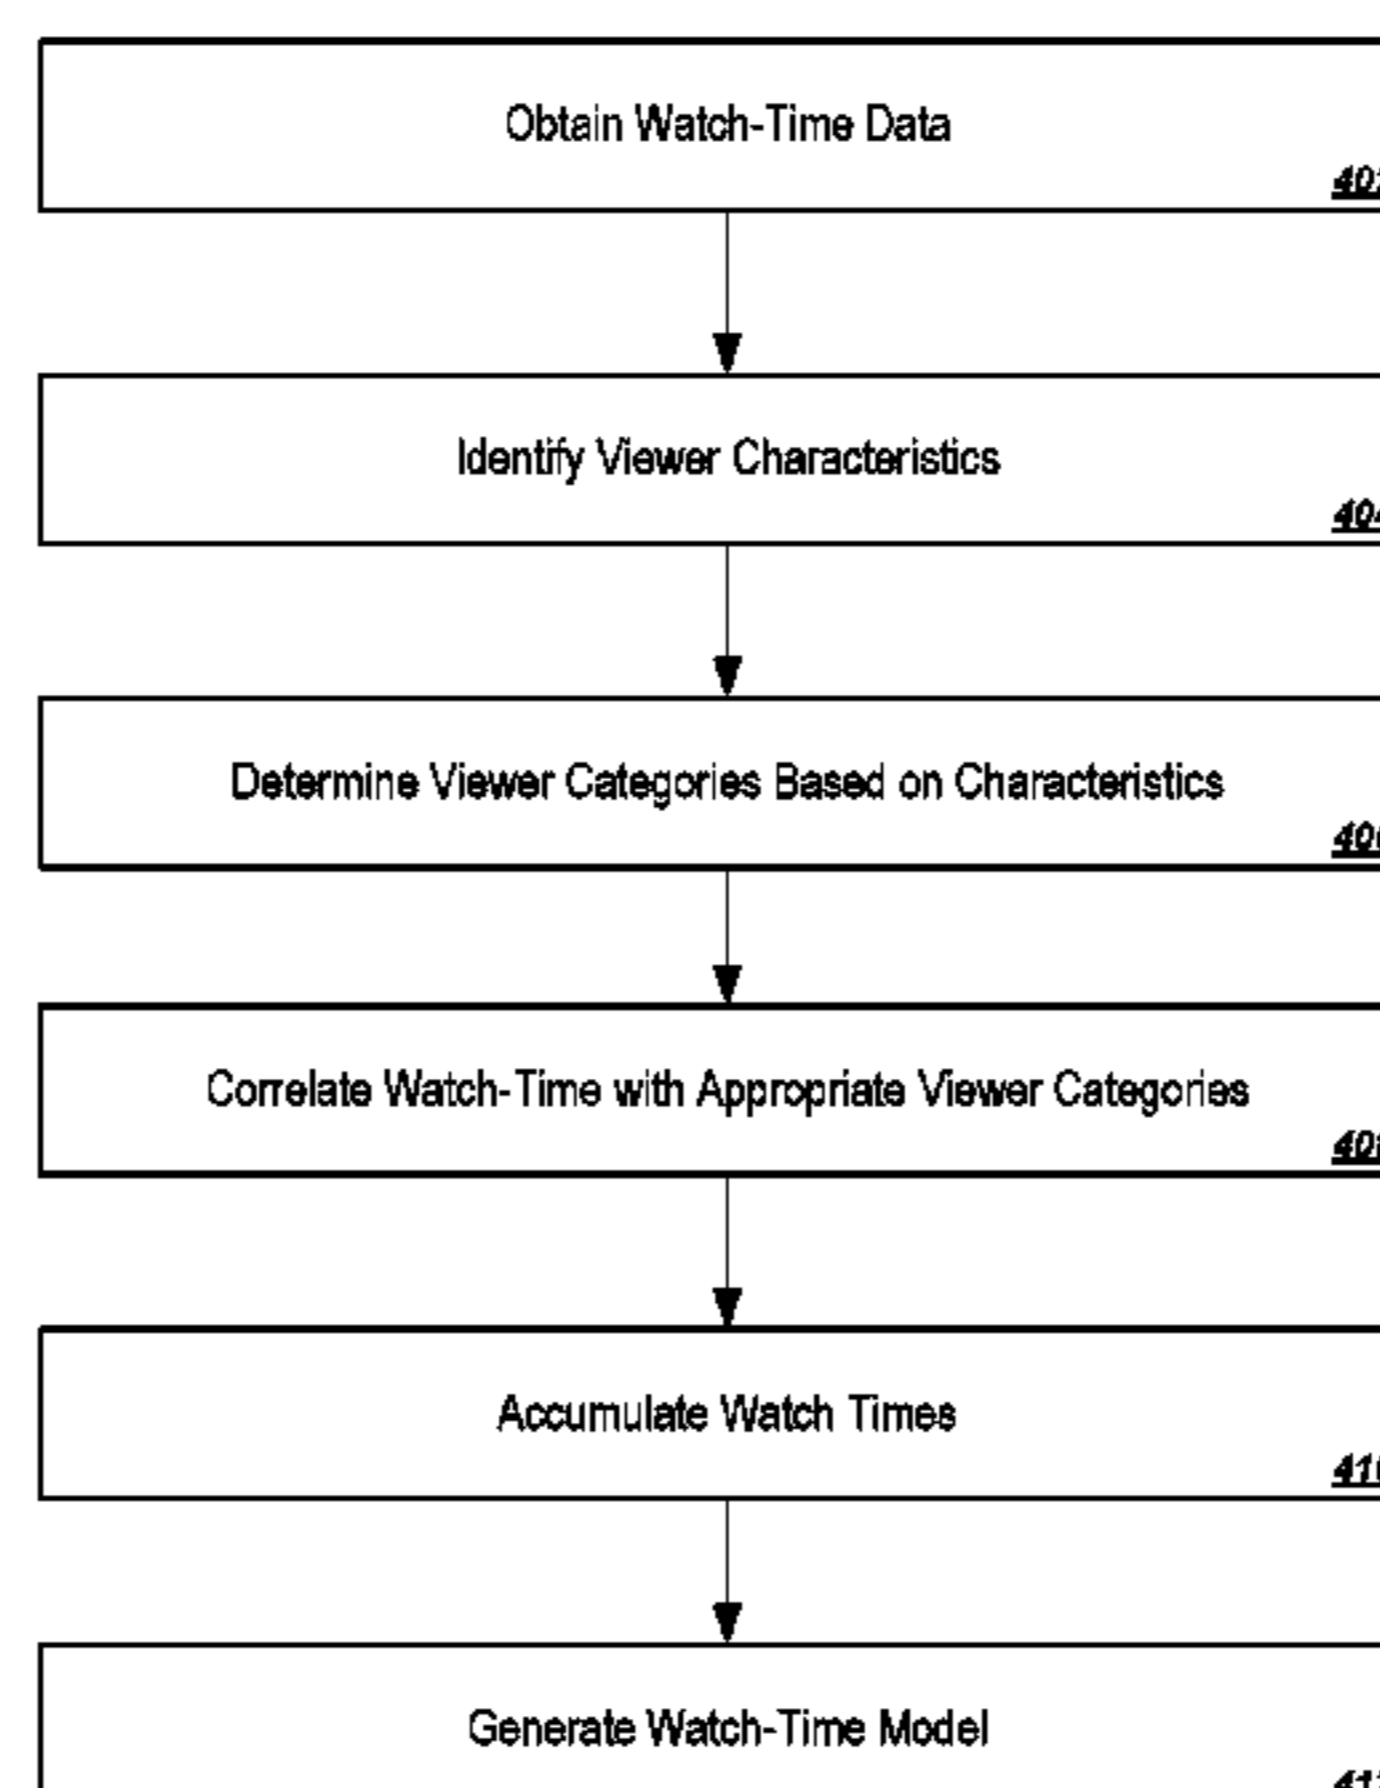 Obtain Watch-Time Data
Identify Viewer Characteristics
Determine Viewer Categories Based on Characteristics
Correlate Watch-Time with Appropriate Viewer Categories
Accumulate Watch Times
Generate Watch-Time Model